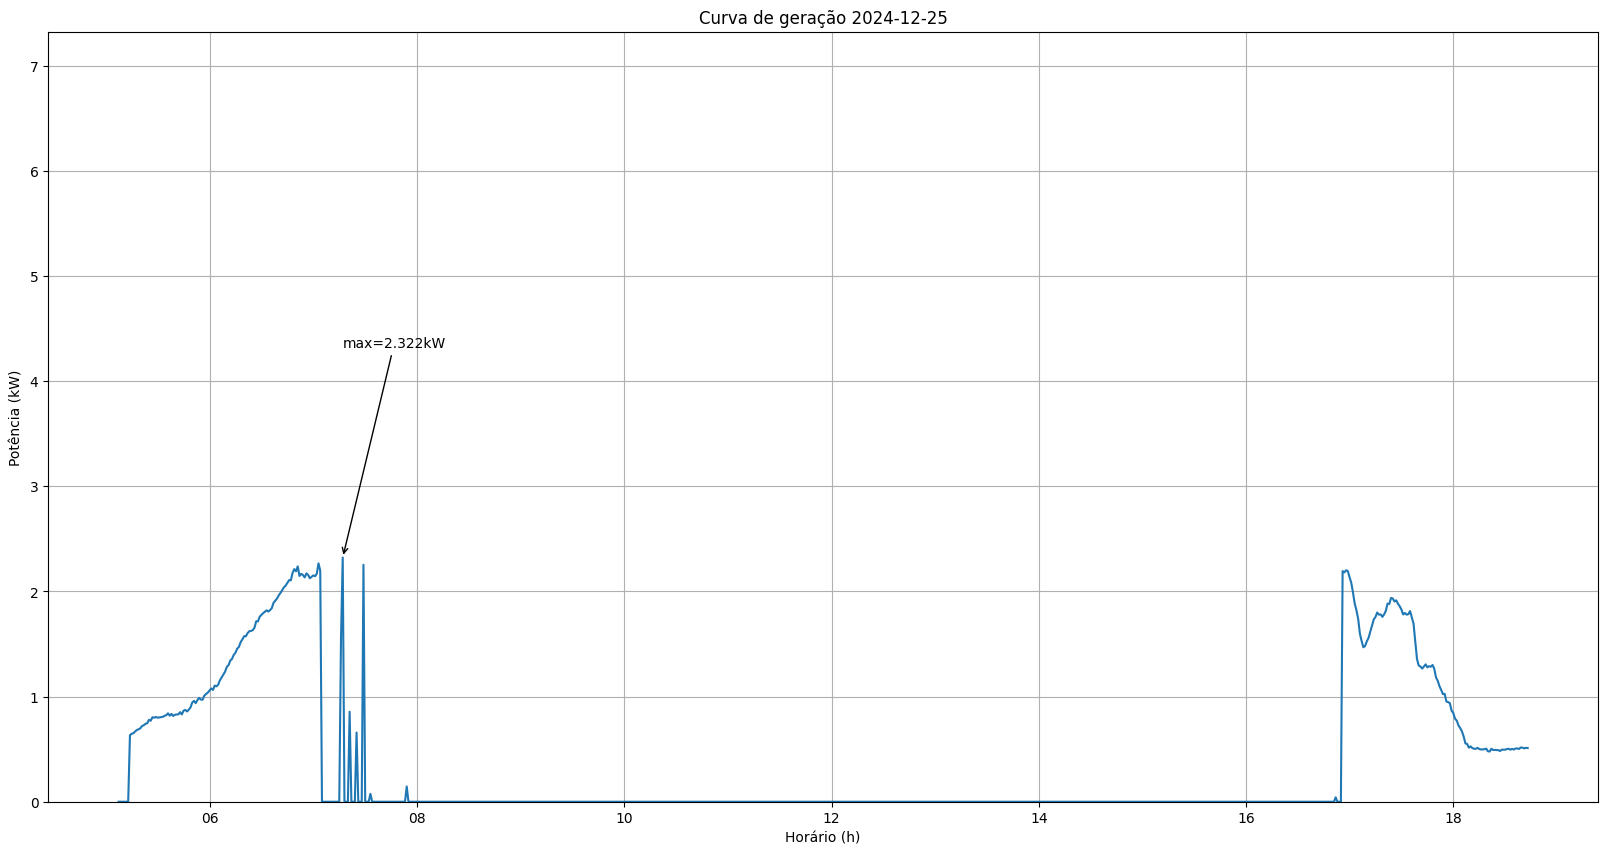 Curva de geração 2024-12-25
7
6
5
max=2.322kW
4
Potência (kW)
3
2
1
0
06 08 10 12 14 16 18
Horário (h)